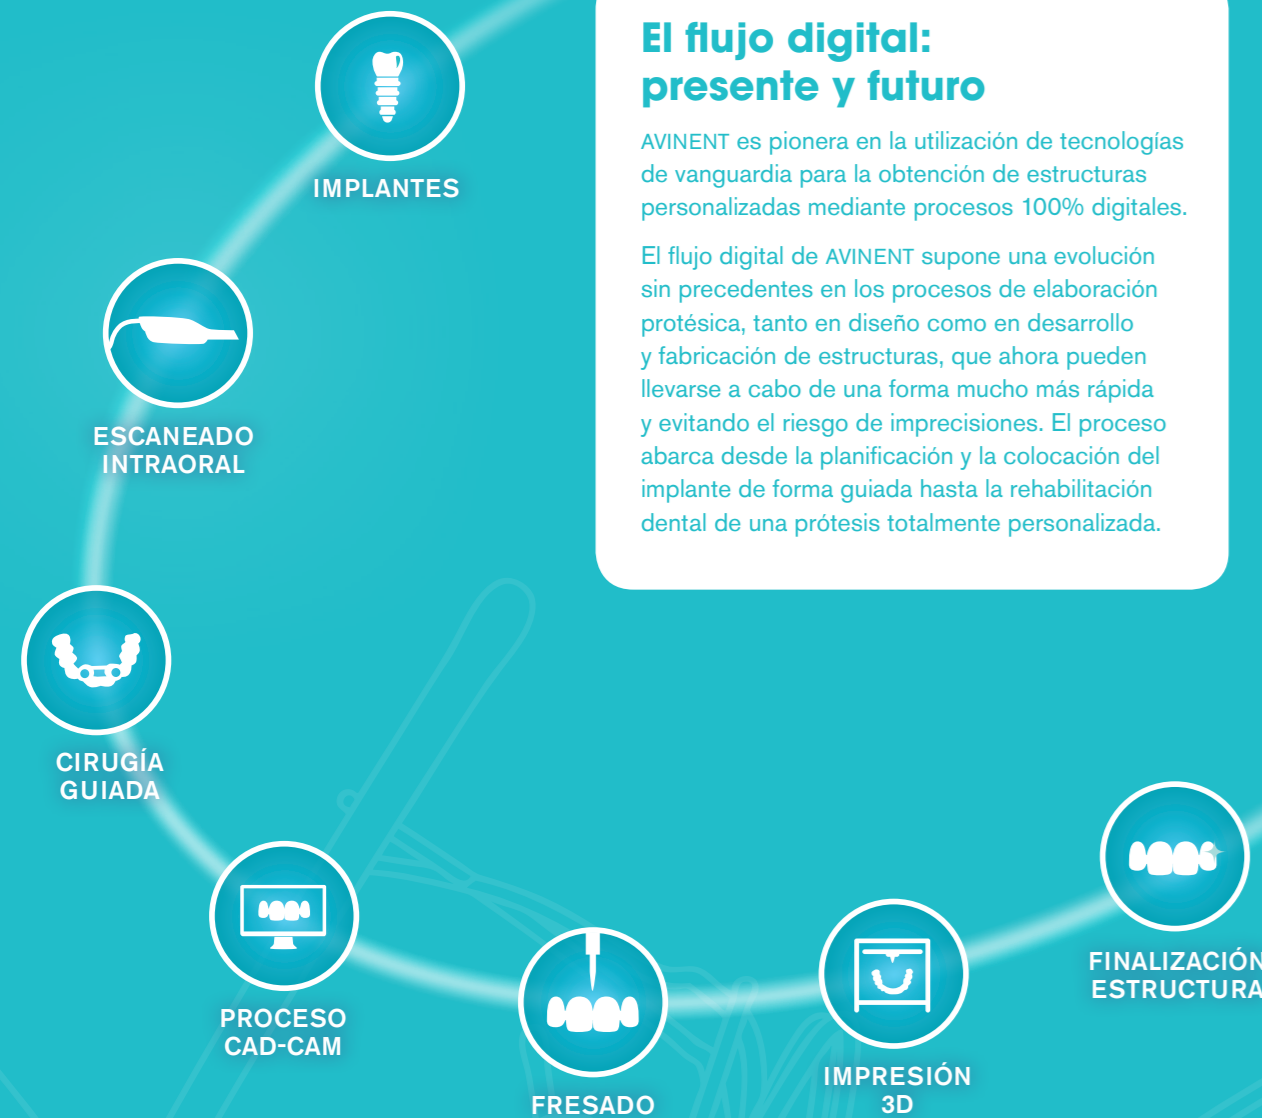 El flujo digital:
presente y futuro
AVINENT es pionera en la utilización de tecnologías
de vanguardia para la obtención de estructuras
personalizadas mediante procesos 100% digitales.
El flujo digital de AVINENT supone una evolución
sin precedentes en los procesos de elaboración
protésica, tanto en diseño como en desarrollo
y fabricación de estructuras, que ahora pueden
llevarse a cabo de una forma mucho más rápida
y evitando el riesgo de imprecisiones. El proceso
abarca desde la planificación y la colocación del
implante de forma guiada hasta la rehabilitación
dental de una prótesis totalmente personalizada.
IMPLANTES
ESCANEADO
INTRAORAL
CIRUGÍA
GUIADA
PROCESO
CAD-CAM
FRESADO
IMPRESIÓN
3D
FINALIZACIÓN
ESTRUCTURA